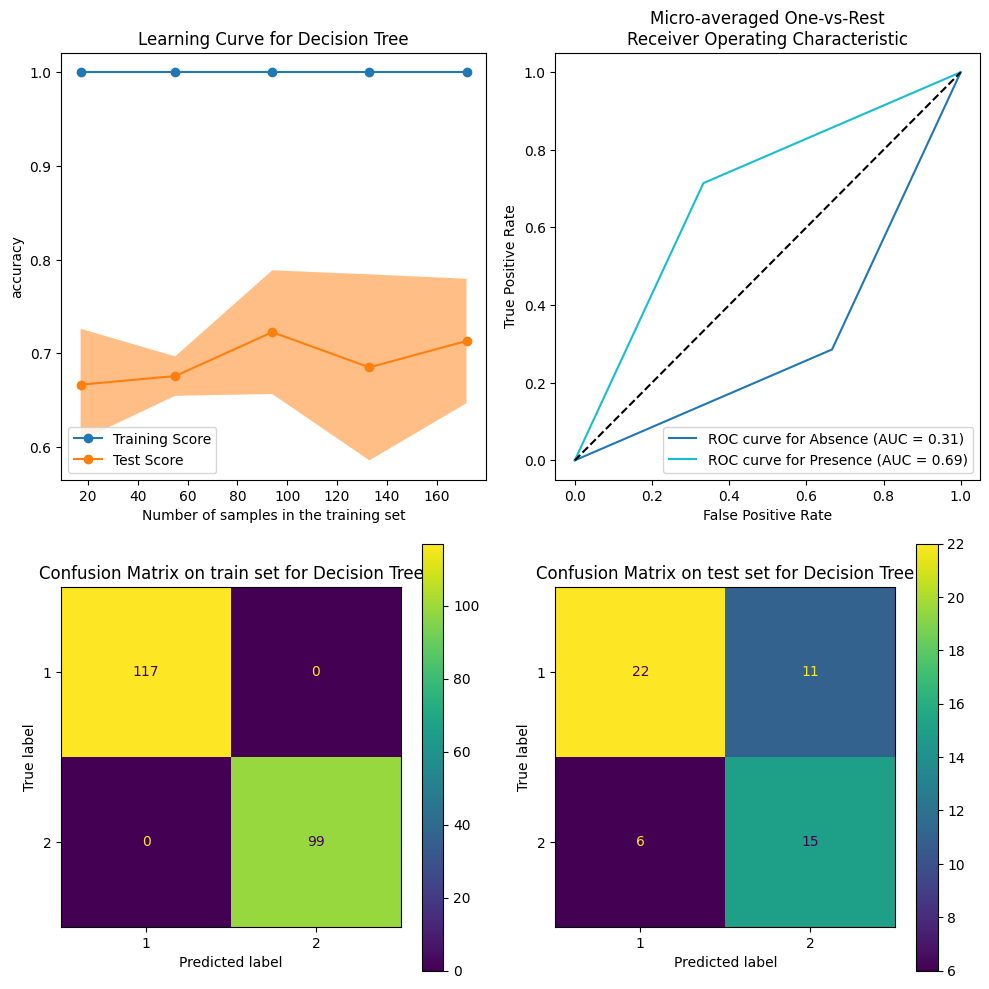 Learning Curve for Decision Tree
1.0
0.9
0.8
0.7
0.6
accuracy
Training Score
Test Score
20 40 60 80 100 120 140 160
Number of samples in the training set
Micro-averaged One-vs-Rest
Receiver Operating Characteristic
1.0
0.8
0.6
0.4
0.2
0.0
True Positive Rate
ROC curve for Absence (AUC = 0.31)
ROC curve for Presence (AUC = 0.69)
0.0 0.2 0.4 0.6 0.8 1.0
False Positive Rate
Confusion Matrix on train set for Decision Tree
1
2
True label
117 0
0 99
1 2
Predicted label
100
80
60
40
20
0
Confusion Matrix on test set for Decision Tree
1
2
True label
22 11
6 15
1 2
Predicted label
22
20
18
16
14
12
10
8
6